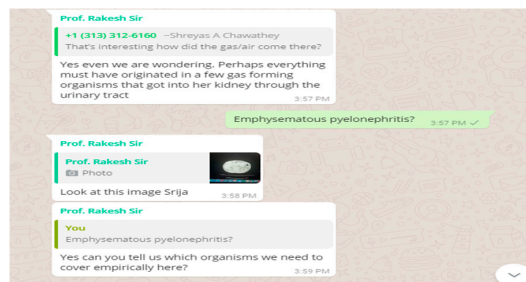 Prof. Rakesh Sir
+1 (313) 312-6160 ~Shreyas A Chawathey
That's interesting how did the gas/air come there?
Yes even we are wondering. Perhaps everything
must have originated in a few gas forming
organisms that got into her kidney through the
urinary tract
3:57 PM
Emphysematous pyelonephritis? 3:57 PM
Prof. Rakesh Sir
Prof. Rakesh Sir
Photo
Look at this image Srija 3:58 PM
Prof. Rakesh Sir
You
Emphysematous pyelonephritis?
Yes can you tell us which organisms we need to
cover empirically here? 3:59 PM